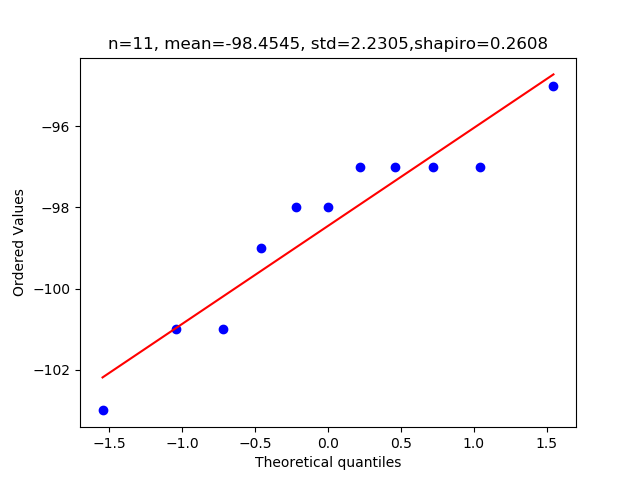 n=11, mean=-98.4545, std=2.2305,shapiro=0.2608
Ordered Values
−96
−98
−100
−102
−1.5 −1.0 −0.5 0.0 0.5 1.0 1.5
Theoretical quantiles